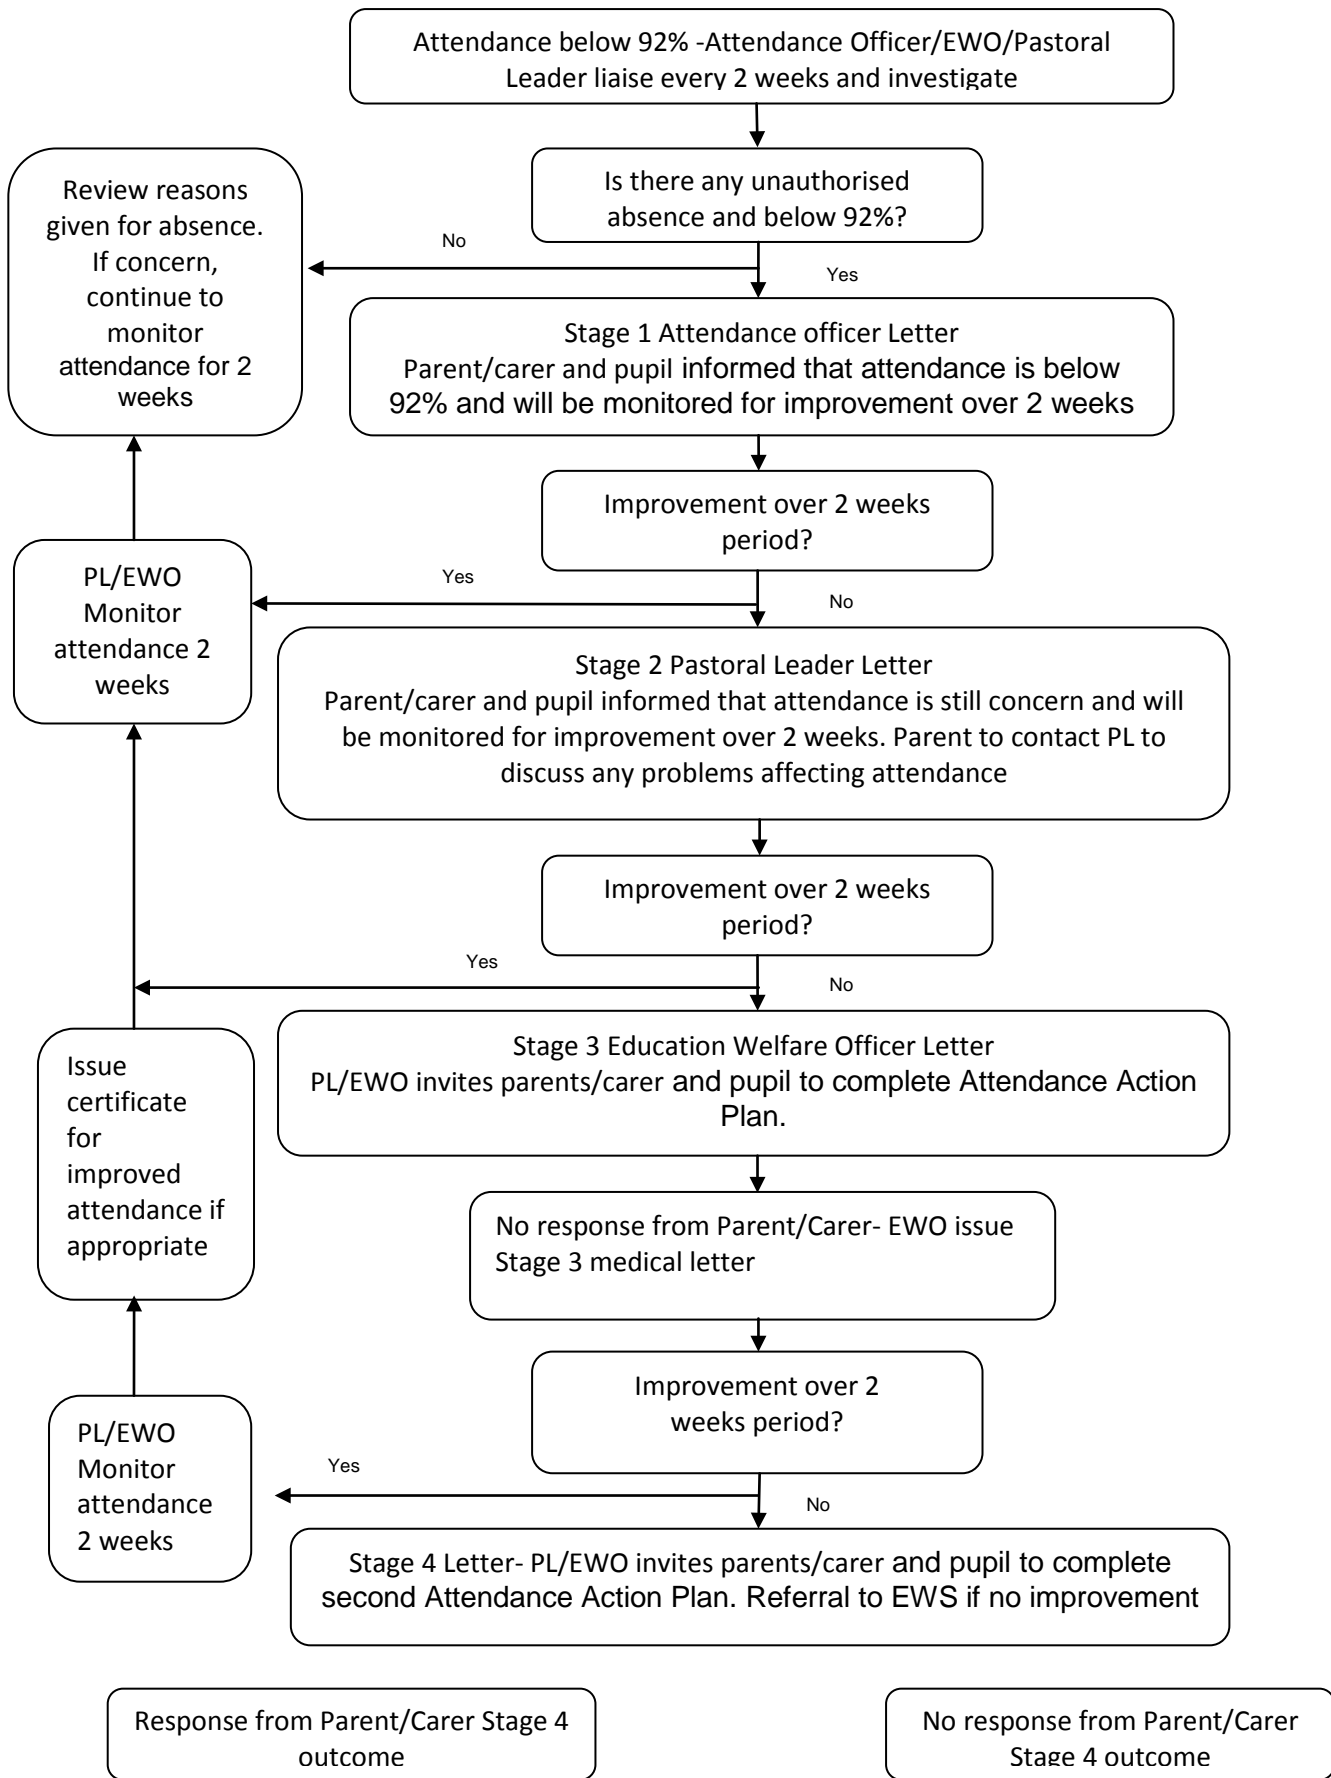 Attendance below 92% -Attendance Officer/EWO/Pastoral
Leader liaise every 2 weeks and investigate
Is there any unauthorised
absence and below 92%?
Review reasons
given for absence.
If concern,
continue to
monitor
attendance for 2
weeks
No
Yes
Stage 1 Attendance officer Letter
Parent/carer and pupil informed that attendance is below
92% and will be monitored for improvement over 2 weeks
Improvement over 2 weeks
period?
Yes
No
PL/EWO
Monitor
attendance 2
weeks
Stage 2 Pastoral Leader Letter
Parent/carer and pupil informed that attendance is still concern and will
be monitored for improvement over 2 weeks. Parent to contact PL to
discuss any problems affecting attendance
Improvement over 2 weeks
period?
Yes
No
Stage 3 Education Welfare Officer Letter
PL/EWO invites parents/carer and pupil to complete Attendance Action
Plan.
Issue
certificate
for
improved
attendance if
appropriate
No response from Parent/Carer- EWO issue
Stage 3 medical letter
Improvement over 2
weeks period?
PL/EWO
Monitor
attendance
2 weeks
Yes
No
Stage 4 Letter- PL/EWO invites parents/carer and pupil to complete
second Attendance Action Plan. Referral to EWS if no improvement
Response from Parent/Carer Stage 4
outcome
No response from Parent/Carer
Stage 4 outcome